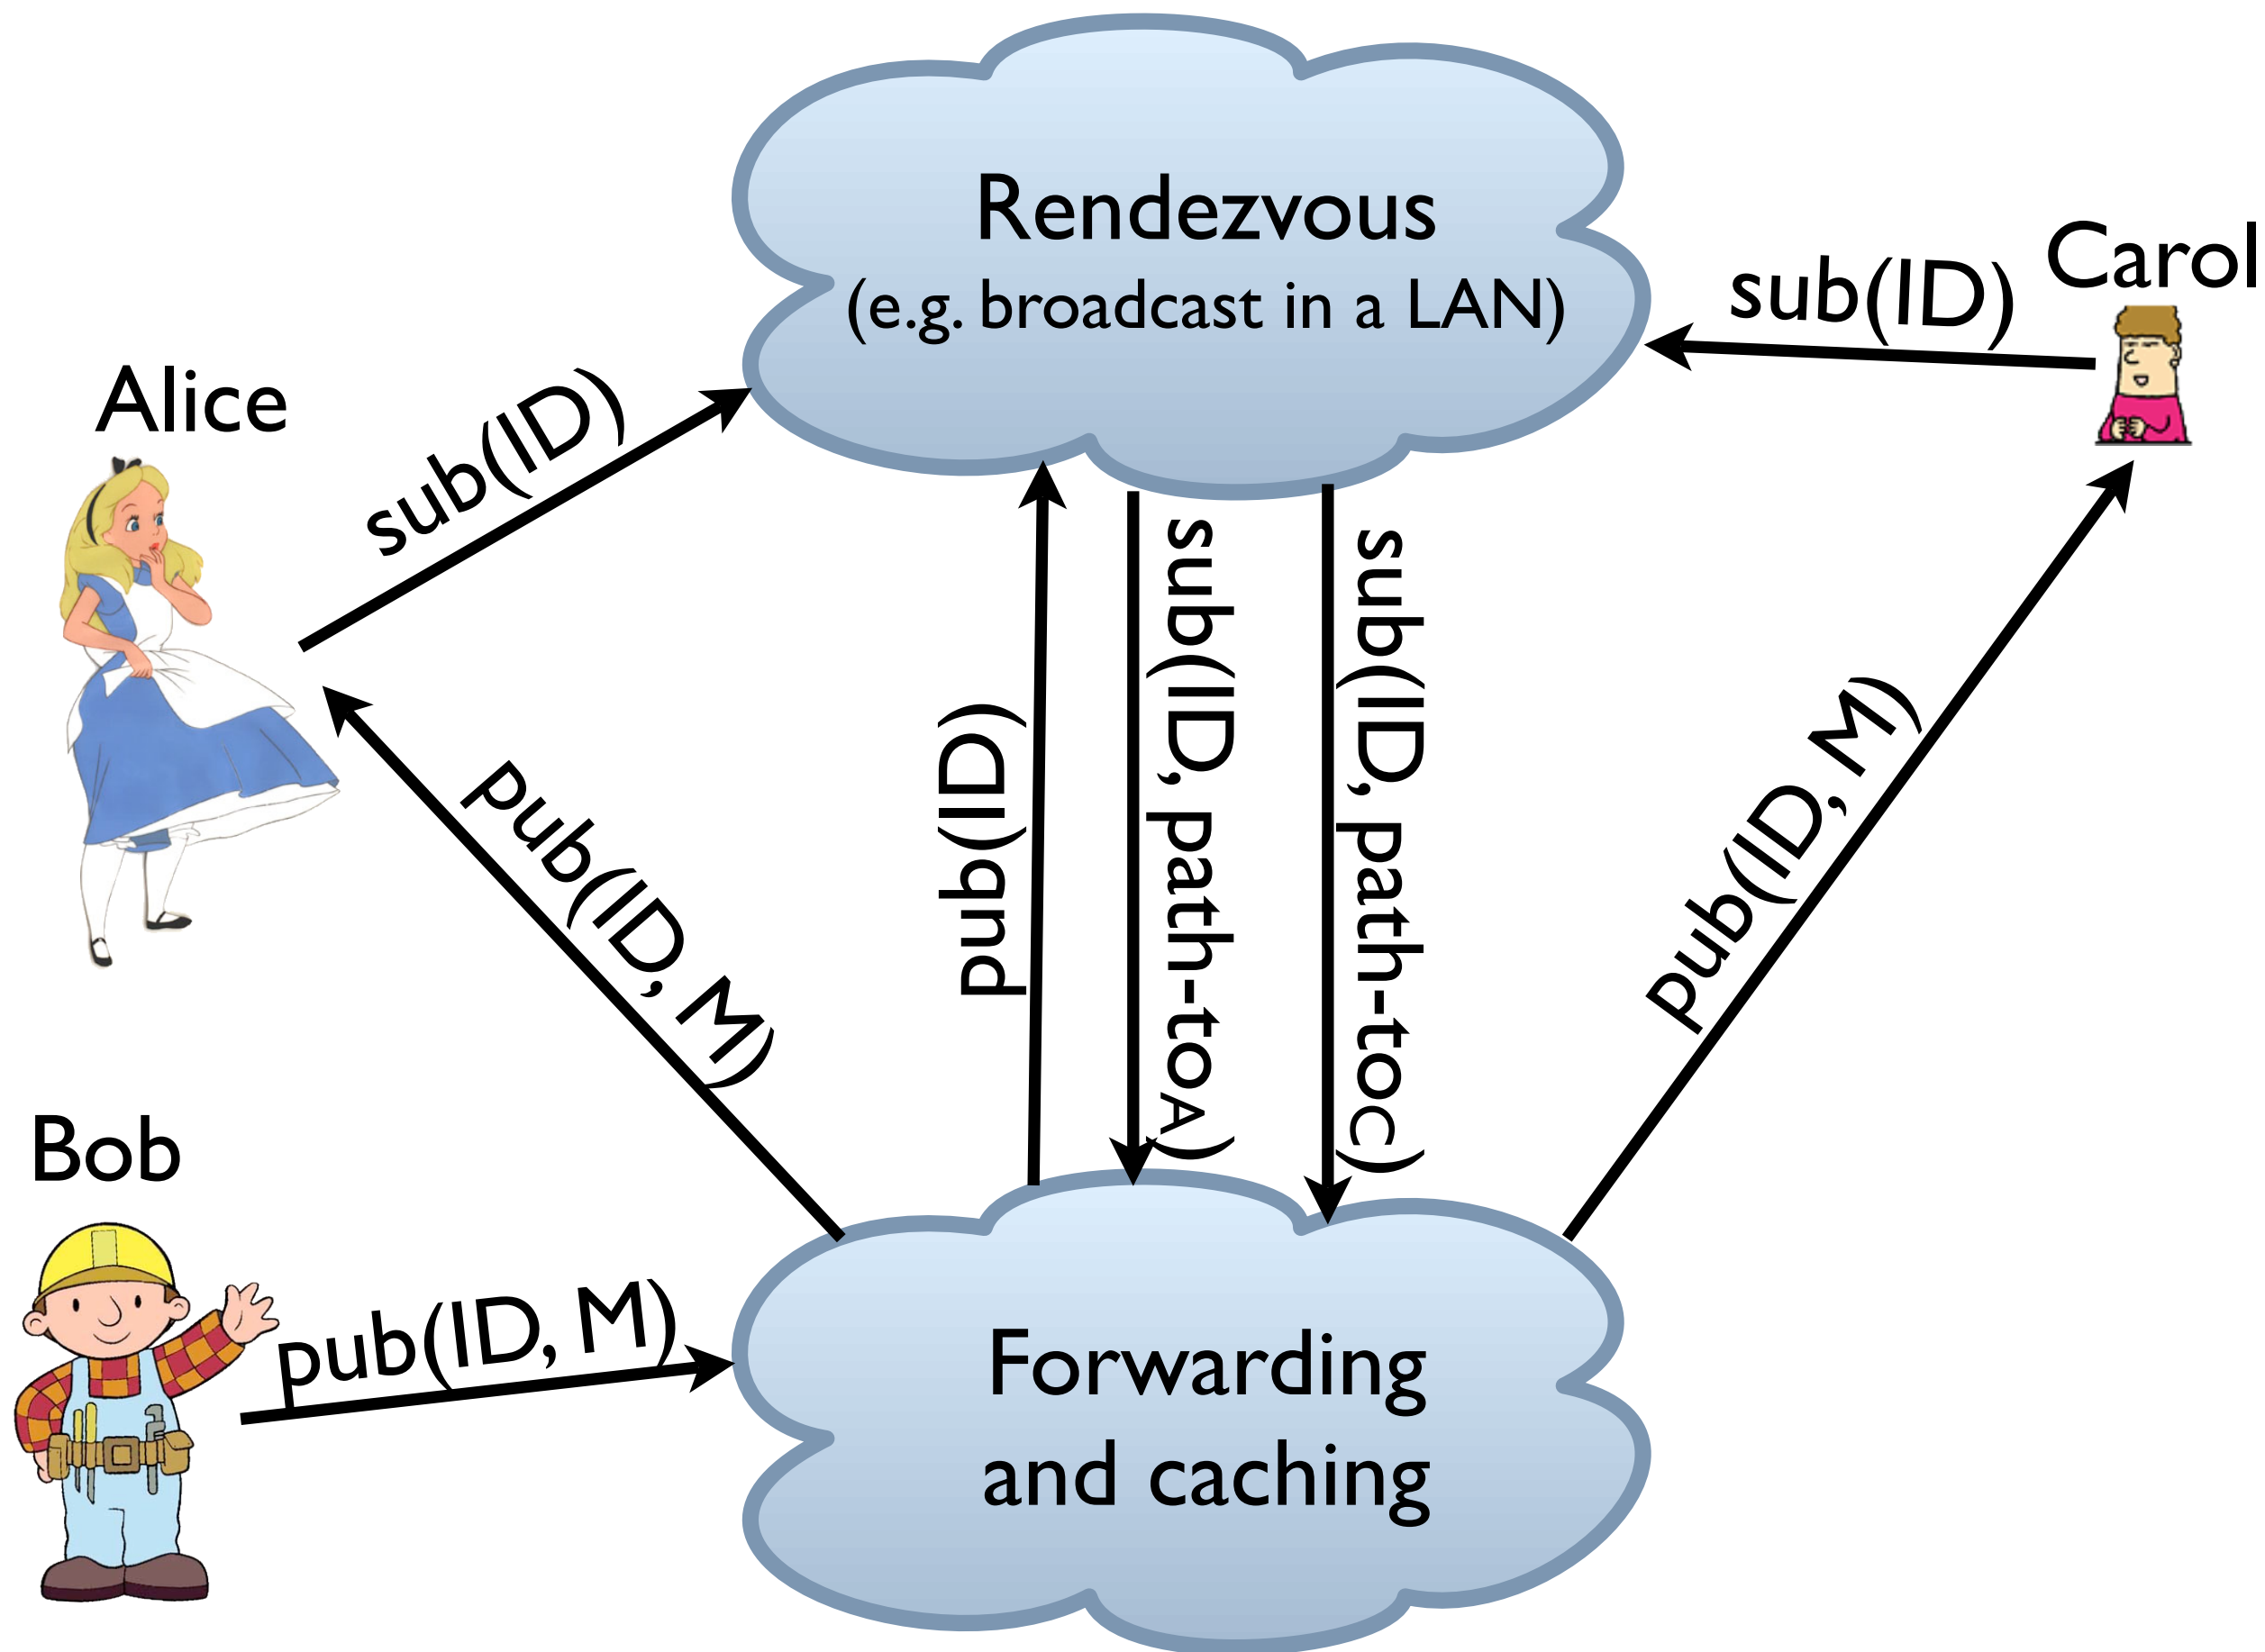 Rendezvous
(e.g. broadcast in a LAN)
Carol
sub(ID)
Alice
sub(ID)
pub(ID, M)
pub(ID)
sub(ID, path-toA)
sub(ID, path-toC)
pub(ID, M)
Bob
pub(ID, M)
Forwarding
and caching